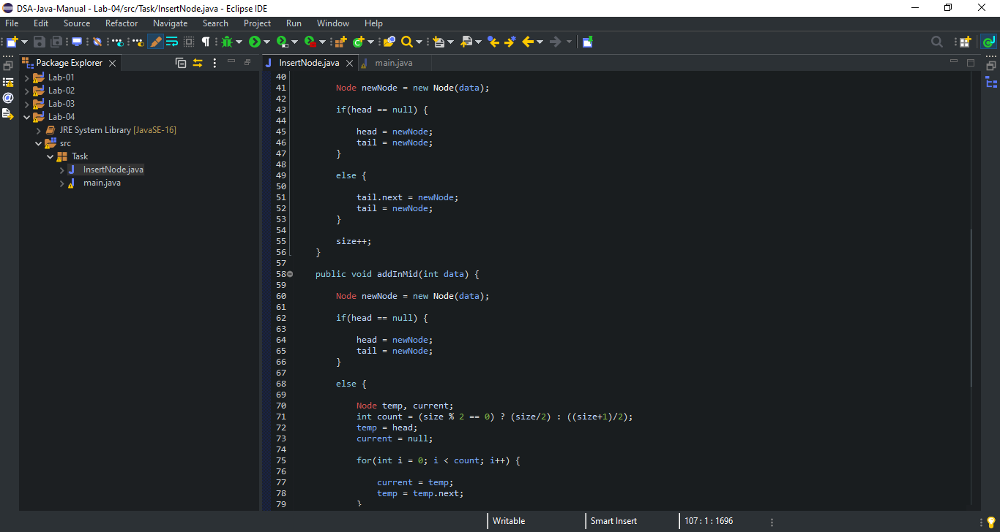 DSA-Java-Manual - Lab-04/src/Task/InsertNode.java - Eclipse IDE
File Edit Source Refactor Navigate Search Project Run Window Help
Package Explorer
Lab-01
Lab-02
Lab-03
Lab-04
JRE System Library [JavaSE-16]
src
Task
InsertNode.java
main.java
InsertNode.java main.java
40
41 Node newNode = new Node(data);
42
43 if(head == null) {
44
45 head = newNode;
46 tail = newNode;
47 }
48
49 else {
50
51 tail.next = newNode;
52 tail = newNode;
53 }
54
55 size++;
56 }
57
58 public void addInMid(int data) {
59
60 Node newNode = new Node(data);
61
62 if(head == null) {
63
64 head = newNode;
65 tail = newNode;
66 }
67
68 else {
69
70 Node temp, current;
71 int count = (size % 2 == 0) ? (size/2) : ((size+1)/2);
72 temp = head;
73 current = null;
74
75 for(int i = 0; i < count; i++) {
76
77 current = temp;
78 temp = temp.next;
79 }
Writable Smart Insert 107 : 1 : 1696